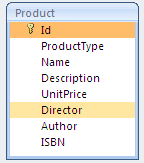 Product
Id
ProductType
Name
Description
UnitPrice
Director
Author
ISBN